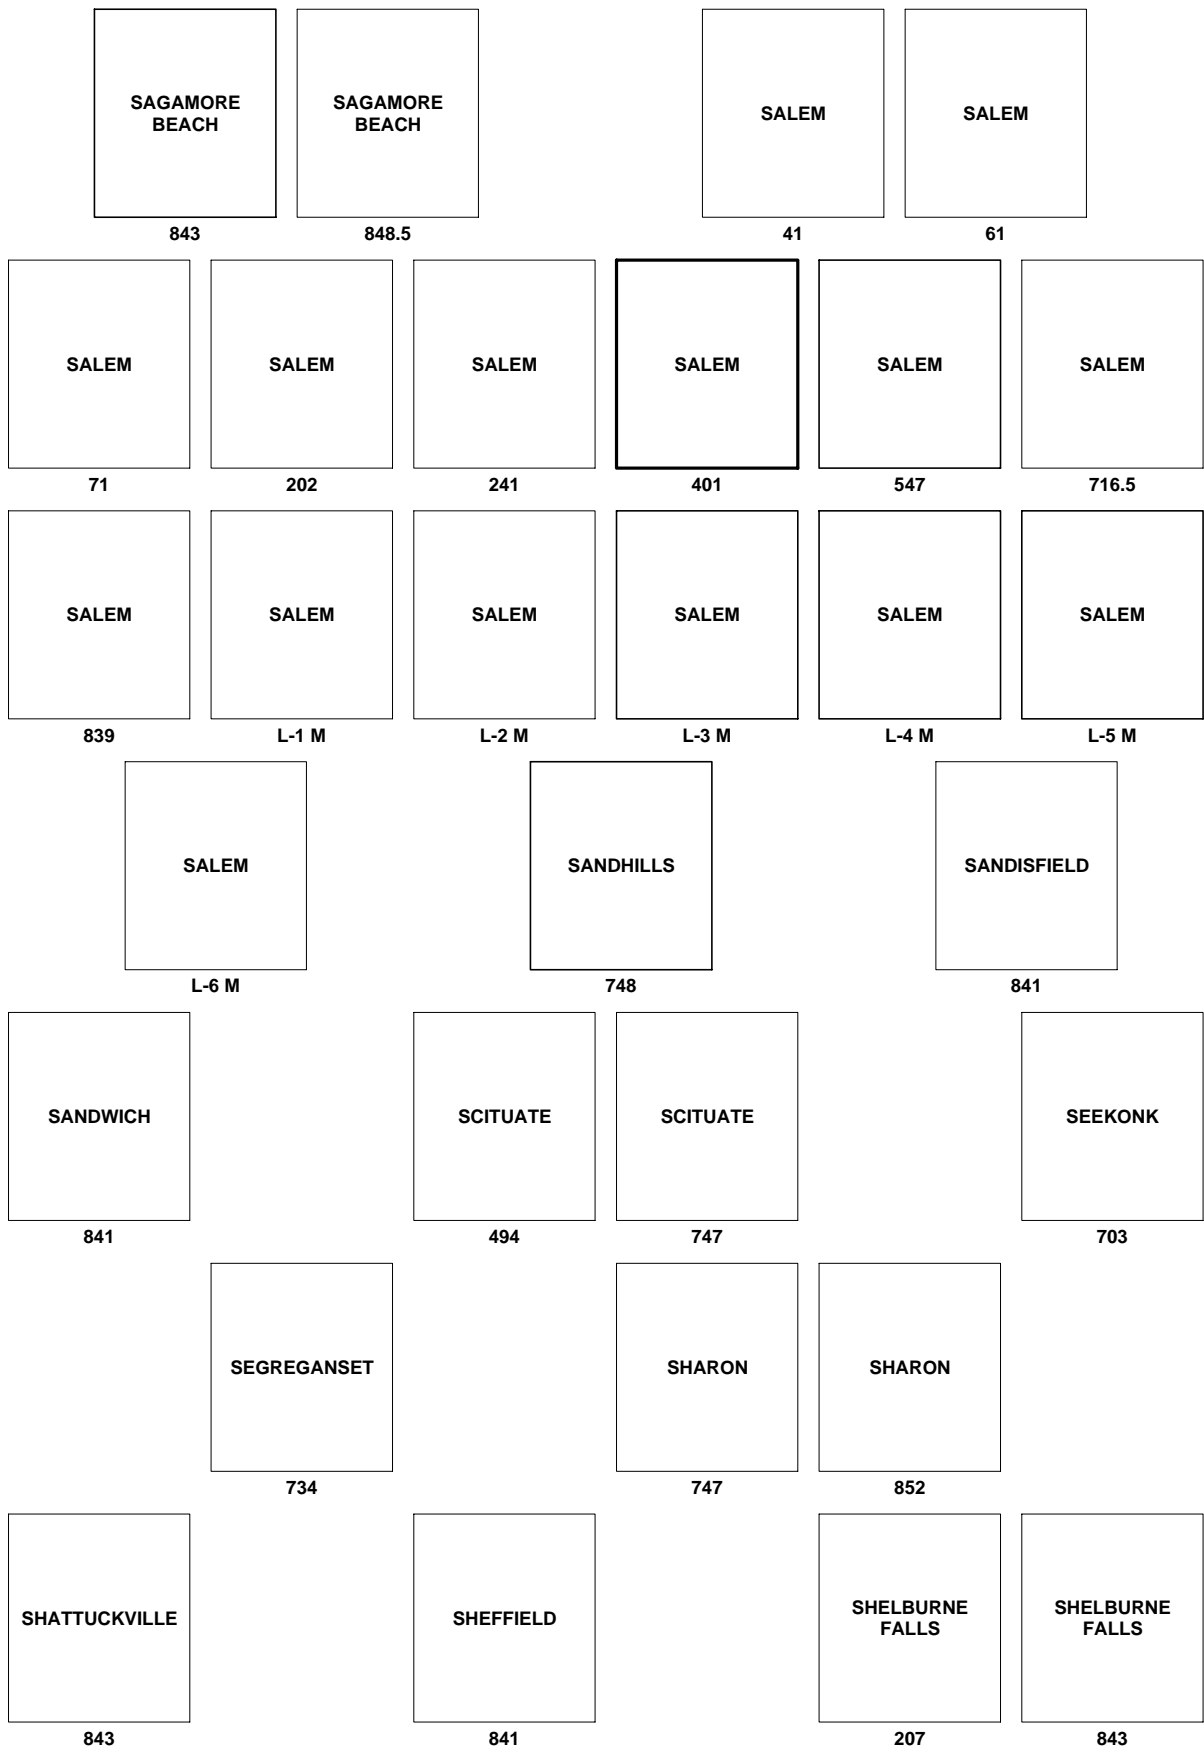 SAGAMORE
BEACH
SAGAMORE
BEACH
SALEM
SALEM
843
848.5
41
61
SALEM
SALEM
SALEM
SALEM
SALEM
SALEM
71
202
241
401
547
716.5
SALEM
SALEM
SALEM
SALEM
SALEM
SALEM
839
L-1 M
L-2 M
L-3 M
L-4 M
L-5 M
SALEM
SANDHILLS
SANDISFIELD
L-6 M
748
841
SANDWICH
SCITUATE
SCITUATE
SEEKONK
841
494
747
703
SEGREGANSET
SHARON
SHARON
734
747
852
SHATTUCKVILLE
SHEFFIELD
SHELBURNE
FALLS
SHELBURNE
FALLS
843
841
207
843